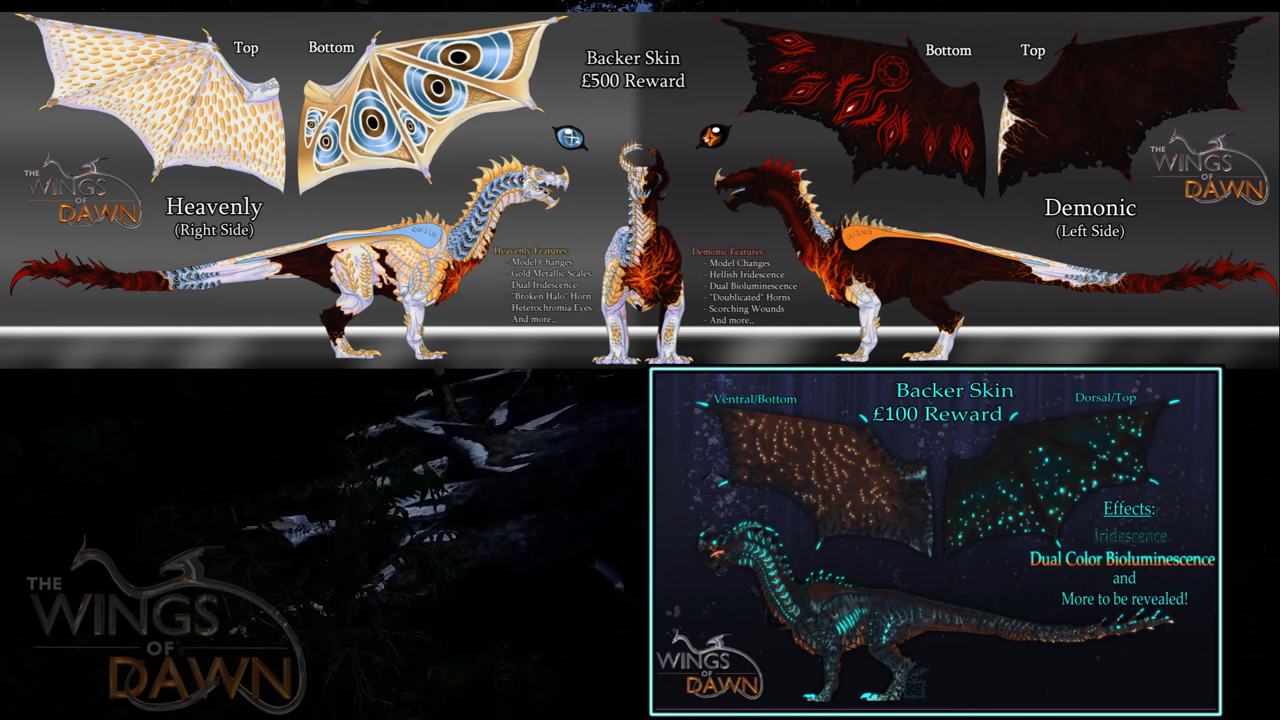 Top
Bottom
Backer Skin
£500 Reward
Bottom
Top
THE
WINGS
OF
DAWN
Heavenly
(Right Side)
THE
WINGS
OF
DAWN
Demonic
(Left Side)
WING
WING
Heavenly Features:
- Model Changes
- Gold Metallic Scales
- Dual Iridescence
- "Broken Halo" Horn
- Heterochromia Eyes
- And more..
Demonic Features:
- Model Changes
- Hellish Iridescence
- Dual Bioluminescence
- "Doublicated" Horns
- Scorching Wounds
- And more..
THE
WINGS
OF
DAWN
Ventral/Bottom
Backer Skin
£100 Reward
Dorsal/Top
Effects:
Iridescence
Dual Color Bioluminescence
and
More to be revealed!
WINGS
OF
DAWN